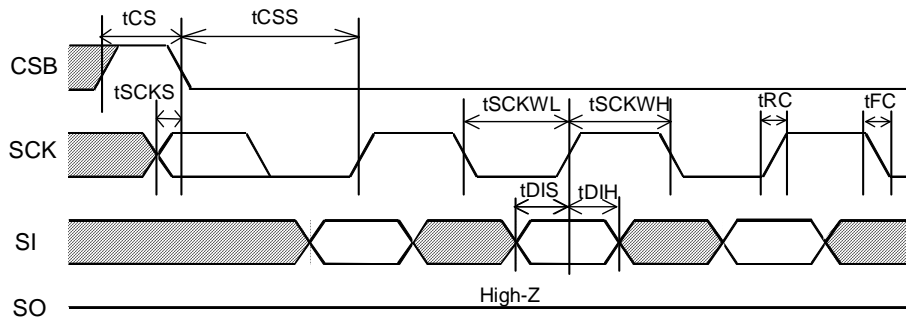 tCS tCSS
CSB
tSCKS tSCKWL tSCKWH tRC tFC
SCK
tDIS tDIH
SI
High-Z
SO